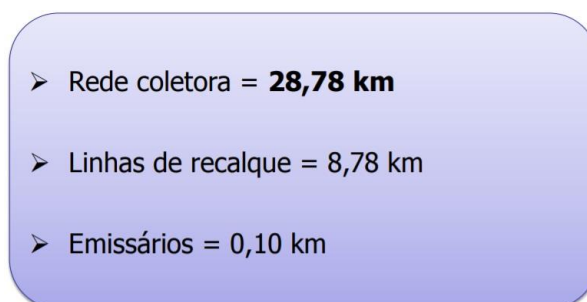 ➢ Rede coletora = 28,78 km
➢ Linhas de recalque = 8,78 km
➢ Emissários = 0,10 km